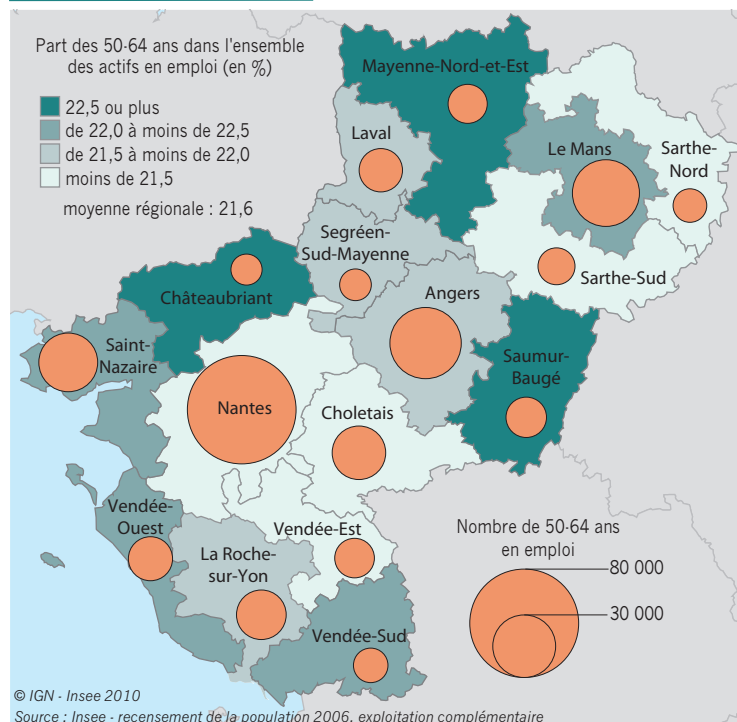 Part des 50-64 ans dans l'ensemble
des actifs en emploi (en %)
22,5 ou plus
de 22,0 à moins de 22,5
de 21,5 à moins de 22,0
moins de 21,5
moyenne régionale : 21,6
Mayenne-Nord-et-Est
Laval
Le Mans
Sarthe-
Nord
Segréen-
Sud-Mayenne
Sarthe-Sud
Châteaubriant
Angers
Saint-
Nazaire
Saumur-
Baugé
Nantes
Choletais
Vendée-
Ouest
Vendée-Est
La Roche-
sur-Yon
Vendée-Sud
Nombre de 50-64 ans
en emploi
80 000
30 000
© IGN - Insee 2010
Source : Insee - recensement de la population 2006, exploitation complémentaire